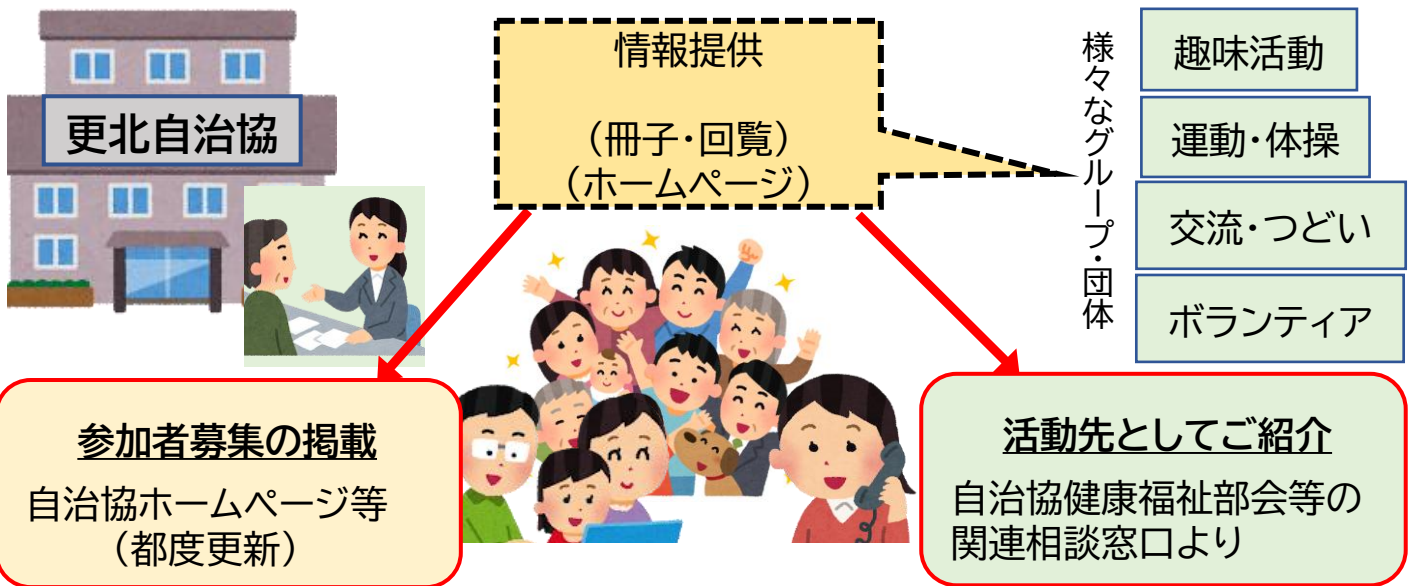 更北自治協
情報提供
（冊子・回覧）
（ホームページ）
様々なグループ・団体
趣味活動
運動・体操
交流・つどい
ボランティア
参加者募集の掲載
自治協ホームページ等
（都度更新）
活動先としてご紹介
自治協健康福祉部会等の
関連相談窓口より